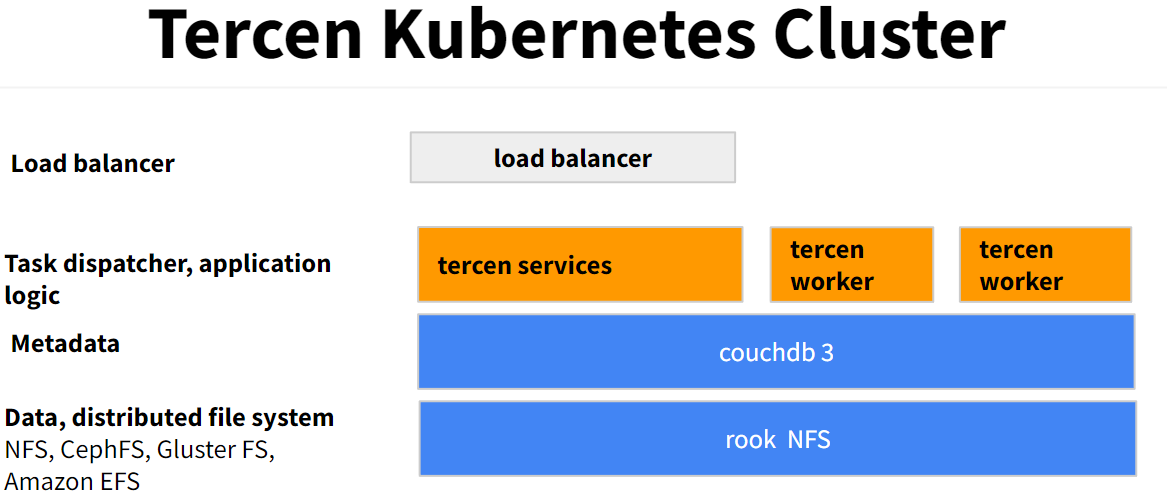 Tercen Kubernetes Cluster
Load balancer
load balancer
Task dispatcher, application
logic
tercen services
tercen
worker
tercen
worker
Metadata
couchdb 3
Data, distributed file system
NFS, CephFS, Gluster FS,
Amazon EFS
rook NFS